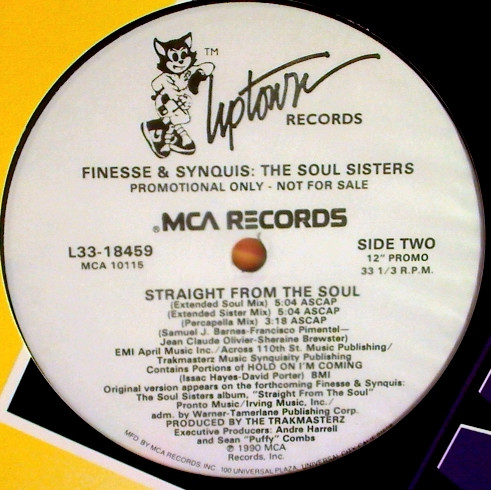 TM
Uptown
RECORDS
FINESSE & SYNQUIS: THE SOUL SISTERS
PROMOTIONAL ONLY - NOT FOR SALE
®MCA RECORDS
L33-18459
MCA 10115
SIDE TWO
12" PROMO
33 1/3 R.P.M.
STRAIGHT FROM THE SOUL
(Extended Soul Mix) 5:04 ASCAP
(Extended Sister Mix) 5:04 ASCAP
(Percapella Mix) 3:18 ASCAP
(Samuel J. Barnes-Francisco Pimentel—
Jean Claude Olivier-Sheraine Brewster)
EMI April Music Inc./Across 110th St. Music Publishing/
Trakmasterz Music Synquisity Publishing
Contains Portions of HOLD ON I'M COMING
(Isaac Hayes-David Porter) BMI
Original version appears on the forthcoming Finesse & Synquis:
The Soul Sisters album, "Straight From The Soul"
Pronto Music/Irving Music, Inc./
adm. by Warner-Tamerlane Publishing Corp.
PRODUCED BY THE TRAKMASTERZ
Executive Producers: Andre Harrell
and Sean "Puffy" Combs
℗ 1990 MCA
Records, Inc.
MFD. BY MCA RECORDS, INC. 100 UNIVERSAL PLAZA, UNIVERSAL